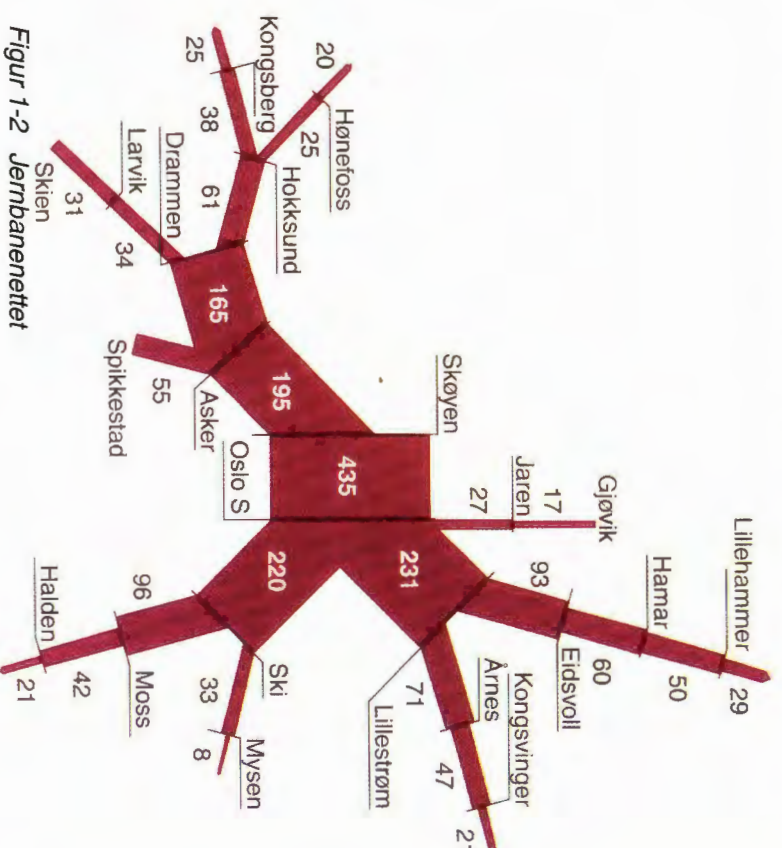 Lillehammer
29
Hamar
50
Gjøvik
60
17
Eidsvoll
93
Jaren
Kongsvinger
Årnes
27
47
Skøyen
231
71
Lillestrøm
435
Hønefoss
20
25
Hokksund
195
220
Ski
Kongsberg
Oslo S
Mysen
38
61
165
Asker
33
8
25
Drammen
55
96
Moss
Larvik
34
Spikkestad
42
31
Halden
21
Skien
Figur 1-2 Jernbanenettet